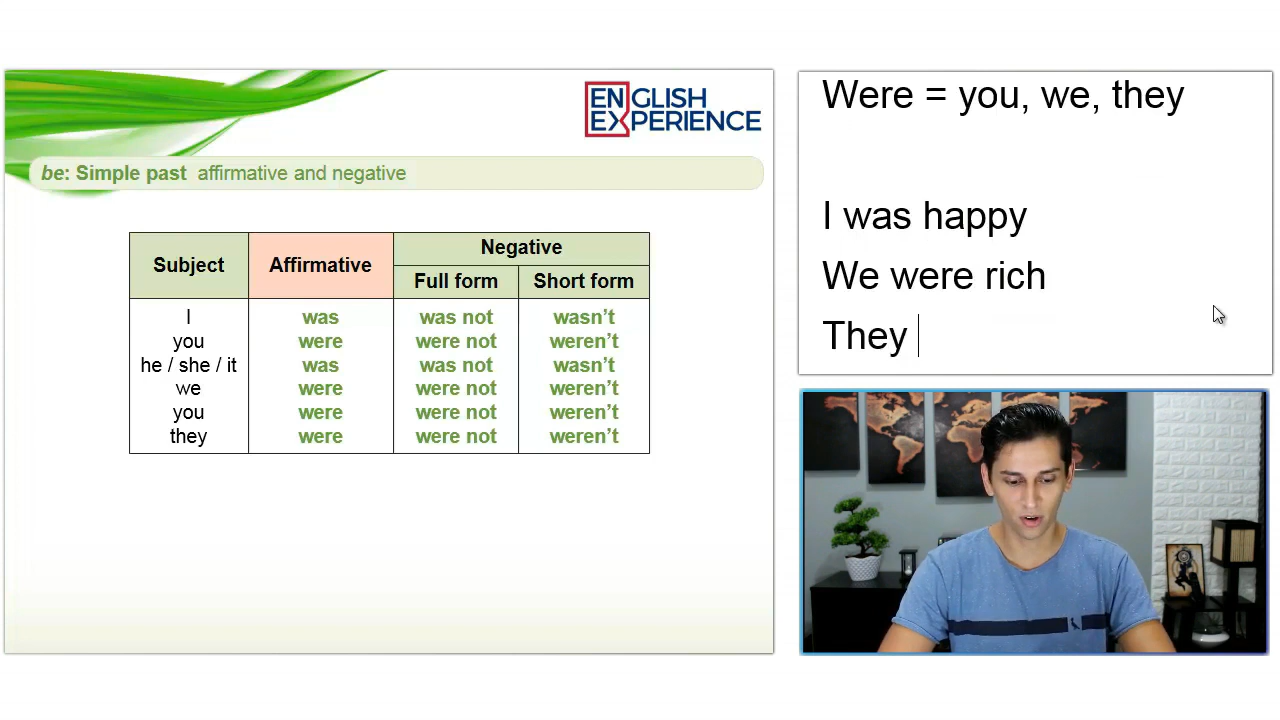 ENGLISH
EXPERIENCE
be: Simple past affirmative and negative
Subject Affirmative Negative
Full form Short form
I was was not wasn't
you were were not weren't
he / she / it was was not wasn't
we were were not weren't
you were were not weren't
they were were not weren't
Were = you, we, they
I was happy
We were rich
They